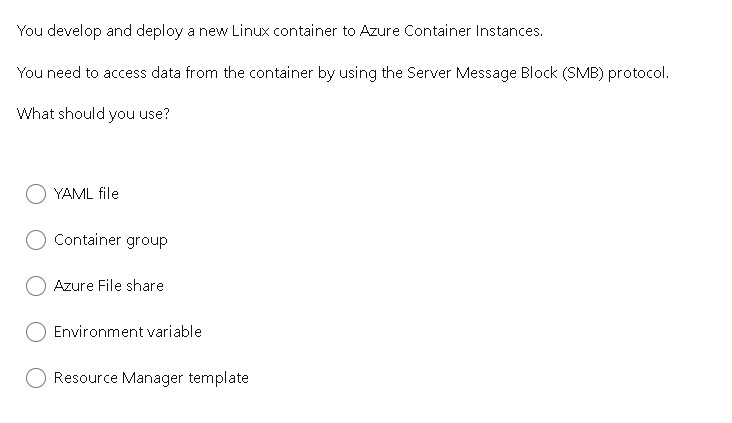 You develop and deploy a new Linux container to Azure Container Instances.
You need to access data from the container by using the Server Message Block (SMB) protocol.
What should you use?
YAML file
Container group
Azure File share
Environment variable
Resource Manager template